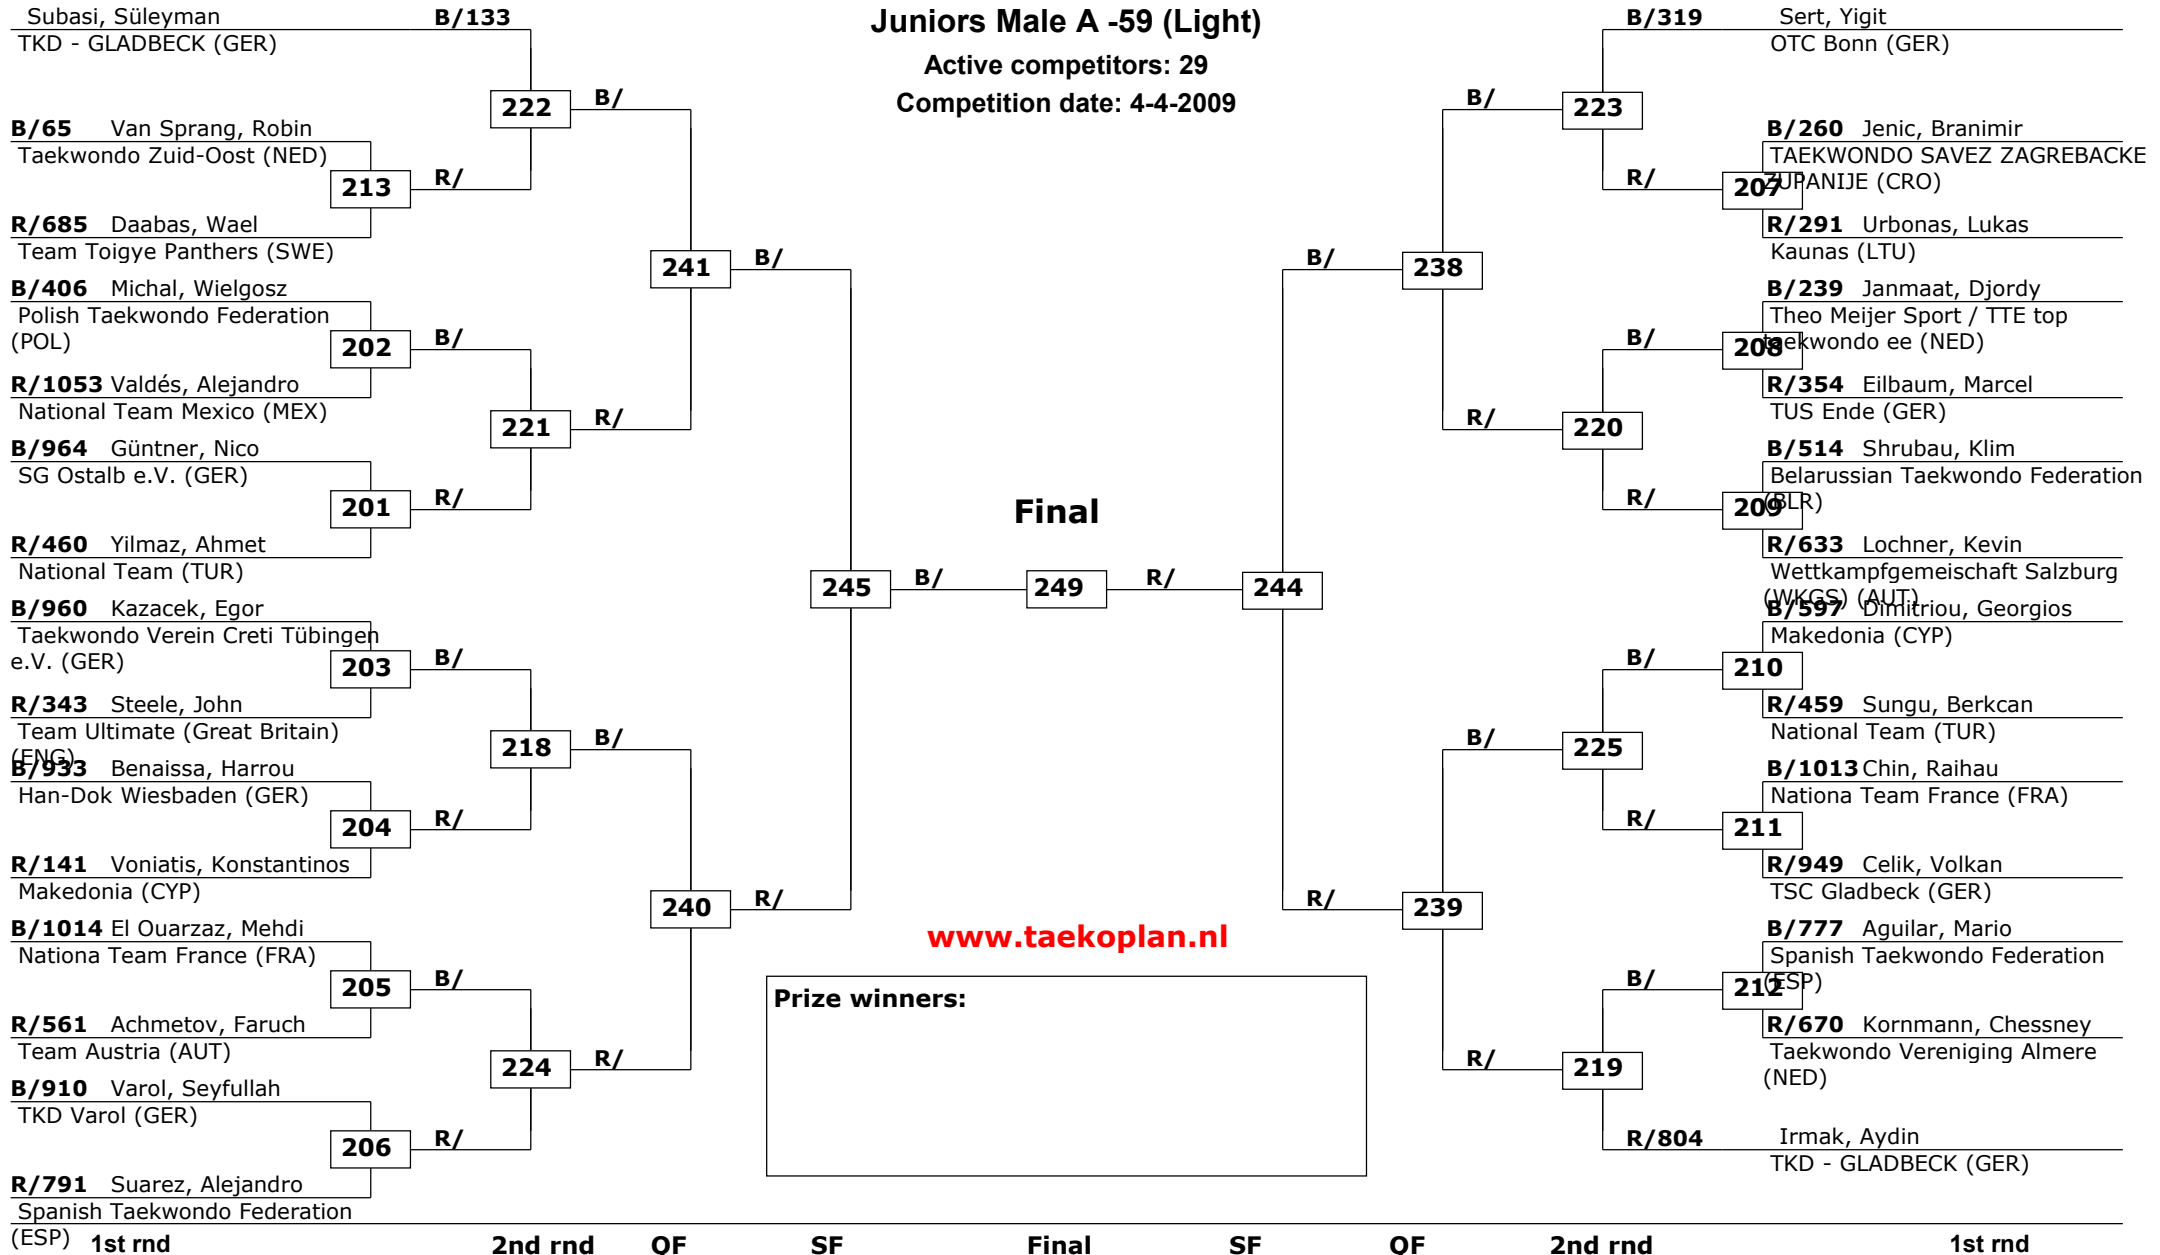 Juniors Male A -59 (Light)
Active competitors: 29
Competition date: 4-4-2009
Subasi, Süleyman B/133
TKD - GLADBECK (GER)
B/65 Van Sprang, Robin
Taekwondo Zuid-Oost (NED)
R/685 Daabas, Wael
Team Toigye Panthers (SWE)
B/406 Michal, Wielgosz
Polish Taekwondo Federation
(POL)
R/1053 Valdés, Alejandro
National Team Mexico (MEX)
B/964 Güntner, Nico
SG Ostalb e.V. (GER)
R/460 Yilmaz, Ahmet
National Team (TUR)
B/960 Kazacek, Egor
Taekwondo Verein Creti Tübingen
e.V. (GER)
R/343 Steele, John
Team Ultimate (Great Britain)
(ENG)
B/933 Benaissa, Harrou
Han-Dok Wiesbaden (GER)
R/141 Voniatis, Konstantinos
Makedonia (CYP)
B/1014 El Ouarzaz, Mehdi
Nationa Team France (FRA)
R/561 Achmetov, Faruch
Team Austria (AUT)
B/910 Varol, Seyfullah
TKD Varol (GER)
R/791 Suarez, Alejandro
Spanish Taekwondo Federation
(ESP)
213 R/
202 B/
201 R/
203 B/
204 R/
205 B/
206 R/
222 B/
221 R/
218 B/
224 R/
241 B/
240 R/
245 B/
Final
249
R/ 244
B/ 238
R/ 239
B/ 223
R/ 220
B/ 225
R/ 219
R/ 207
B/ 208
R/ 209
B/ 210
R/ 211
B/ 212
B/319 Sert, Yigit
OTC Bonn (GER)
B/260 Jenic, Branimir
TAEKWONDO SAVEZ ZAGREBACKE
ZUPANIJE (CRO)
R/291 Urbonas, Lukas
Kaunas (LTU)
B/239 Janmaat, Djordy
Theo Meijer Sport / TTE top
taekwondo ee (NED)
R/354 Eilbaum, Marcel
TUS Ende (GER)
B/514 Shrubau, Klim
Belarussian Taekwondo Federation
(BLR)
R/633 Lochner, Kevin
Wettkampfgemeischaft Salzburg
(WKGS) (AUT)
B/597 Dimitriou, Georgios
Makedonia (CYP)
R/459 Sungu, Berkcan
National Team (TUR)
B/1013 Chin, Raihau
Nationa Team France (FRA)
R/949 Celik, Volkan
TSC Gladbeck (GER)
B/777 Aguilar, Mario
Spanish Taekwondo Federation
(ESP)
R/670 Kornmann, Chessney
Taekwondo Vereniging Almere
(NED)
R/804 Irmak, Aydin
TKD - GLADBECK (GER)
www.taekoplan.nl
Prize winners:
1st rnd 2nd rnd QF SF Final SF QF 2nd rnd 1st rnd